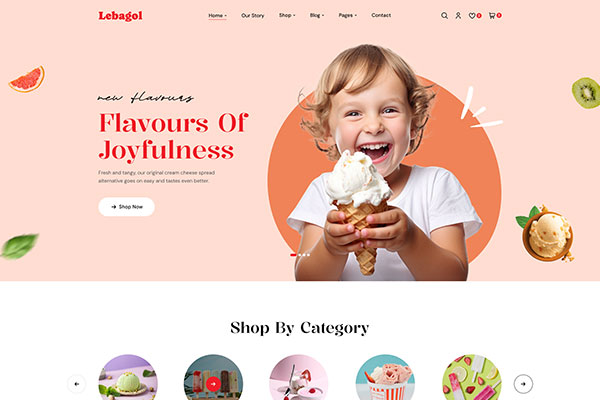 Lebagol
Home Our Story Shop Blog Pages Contact
0 0
new flavours
Flavours Of
Joyfulness
Fresh and tangy, our original cream cheese spread
alternative goes on easy and tastes even better.
Shop Now
Shop By Category